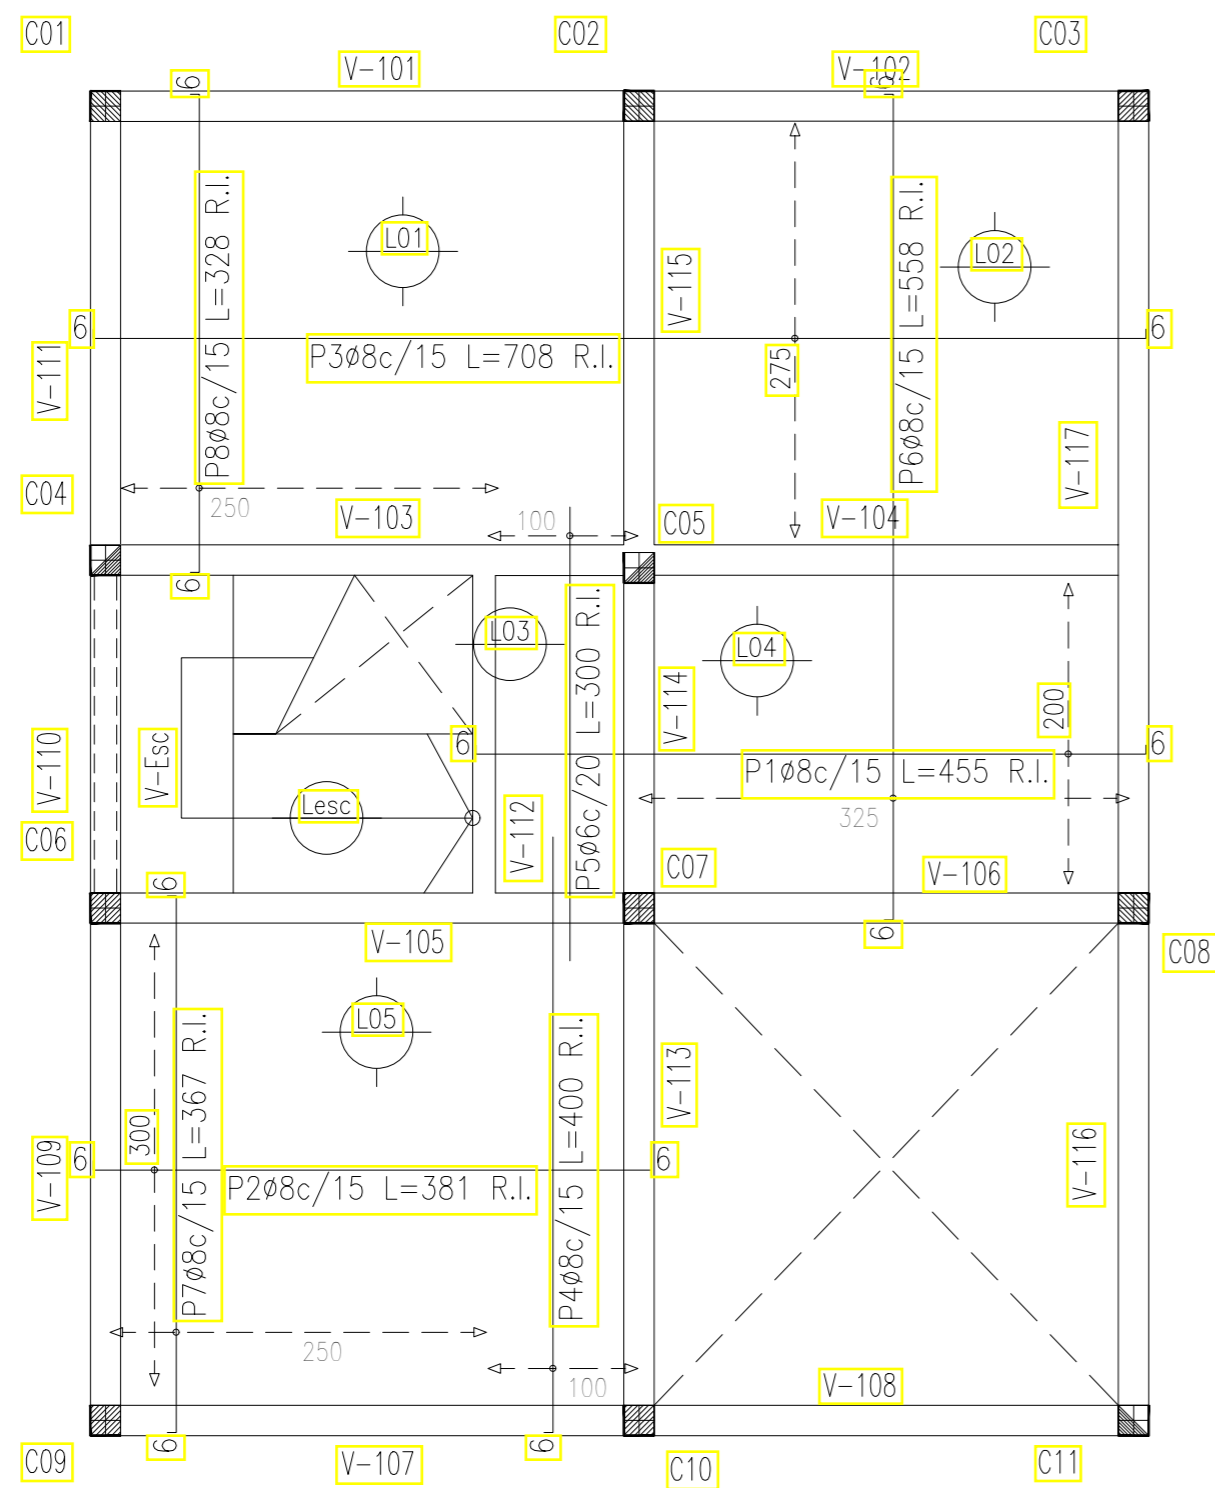 C01
C02
C03
V-101
V-102
6
6
P8ø8c/15 L=328 R.I.
L01
V-115
P6ø8c/15 L=558 R.I.
L02
6
6
V-111
P3ø8c/15 L=708 R.I.
275
V-117
C04
250
V-103
100
C05
V-104
6
L03
P5ø6c/20 L=300 R.I.
L04
V-114
200
V-110
V-Esc
6
6
P1ø8c/15 L=455 R.I.
Lesc
325
C06
V-112
C07
V-106
6
V-105
6
C08
L05
P7ø8c/15 L=367 R.I.
P4ø8c/15 L=400 R.I.
V-113
300
V-109
6
6
V-116
P2ø8c/15 L=381 R.I.
250
100
V-108
6
6
C09
V-107
C10
C11